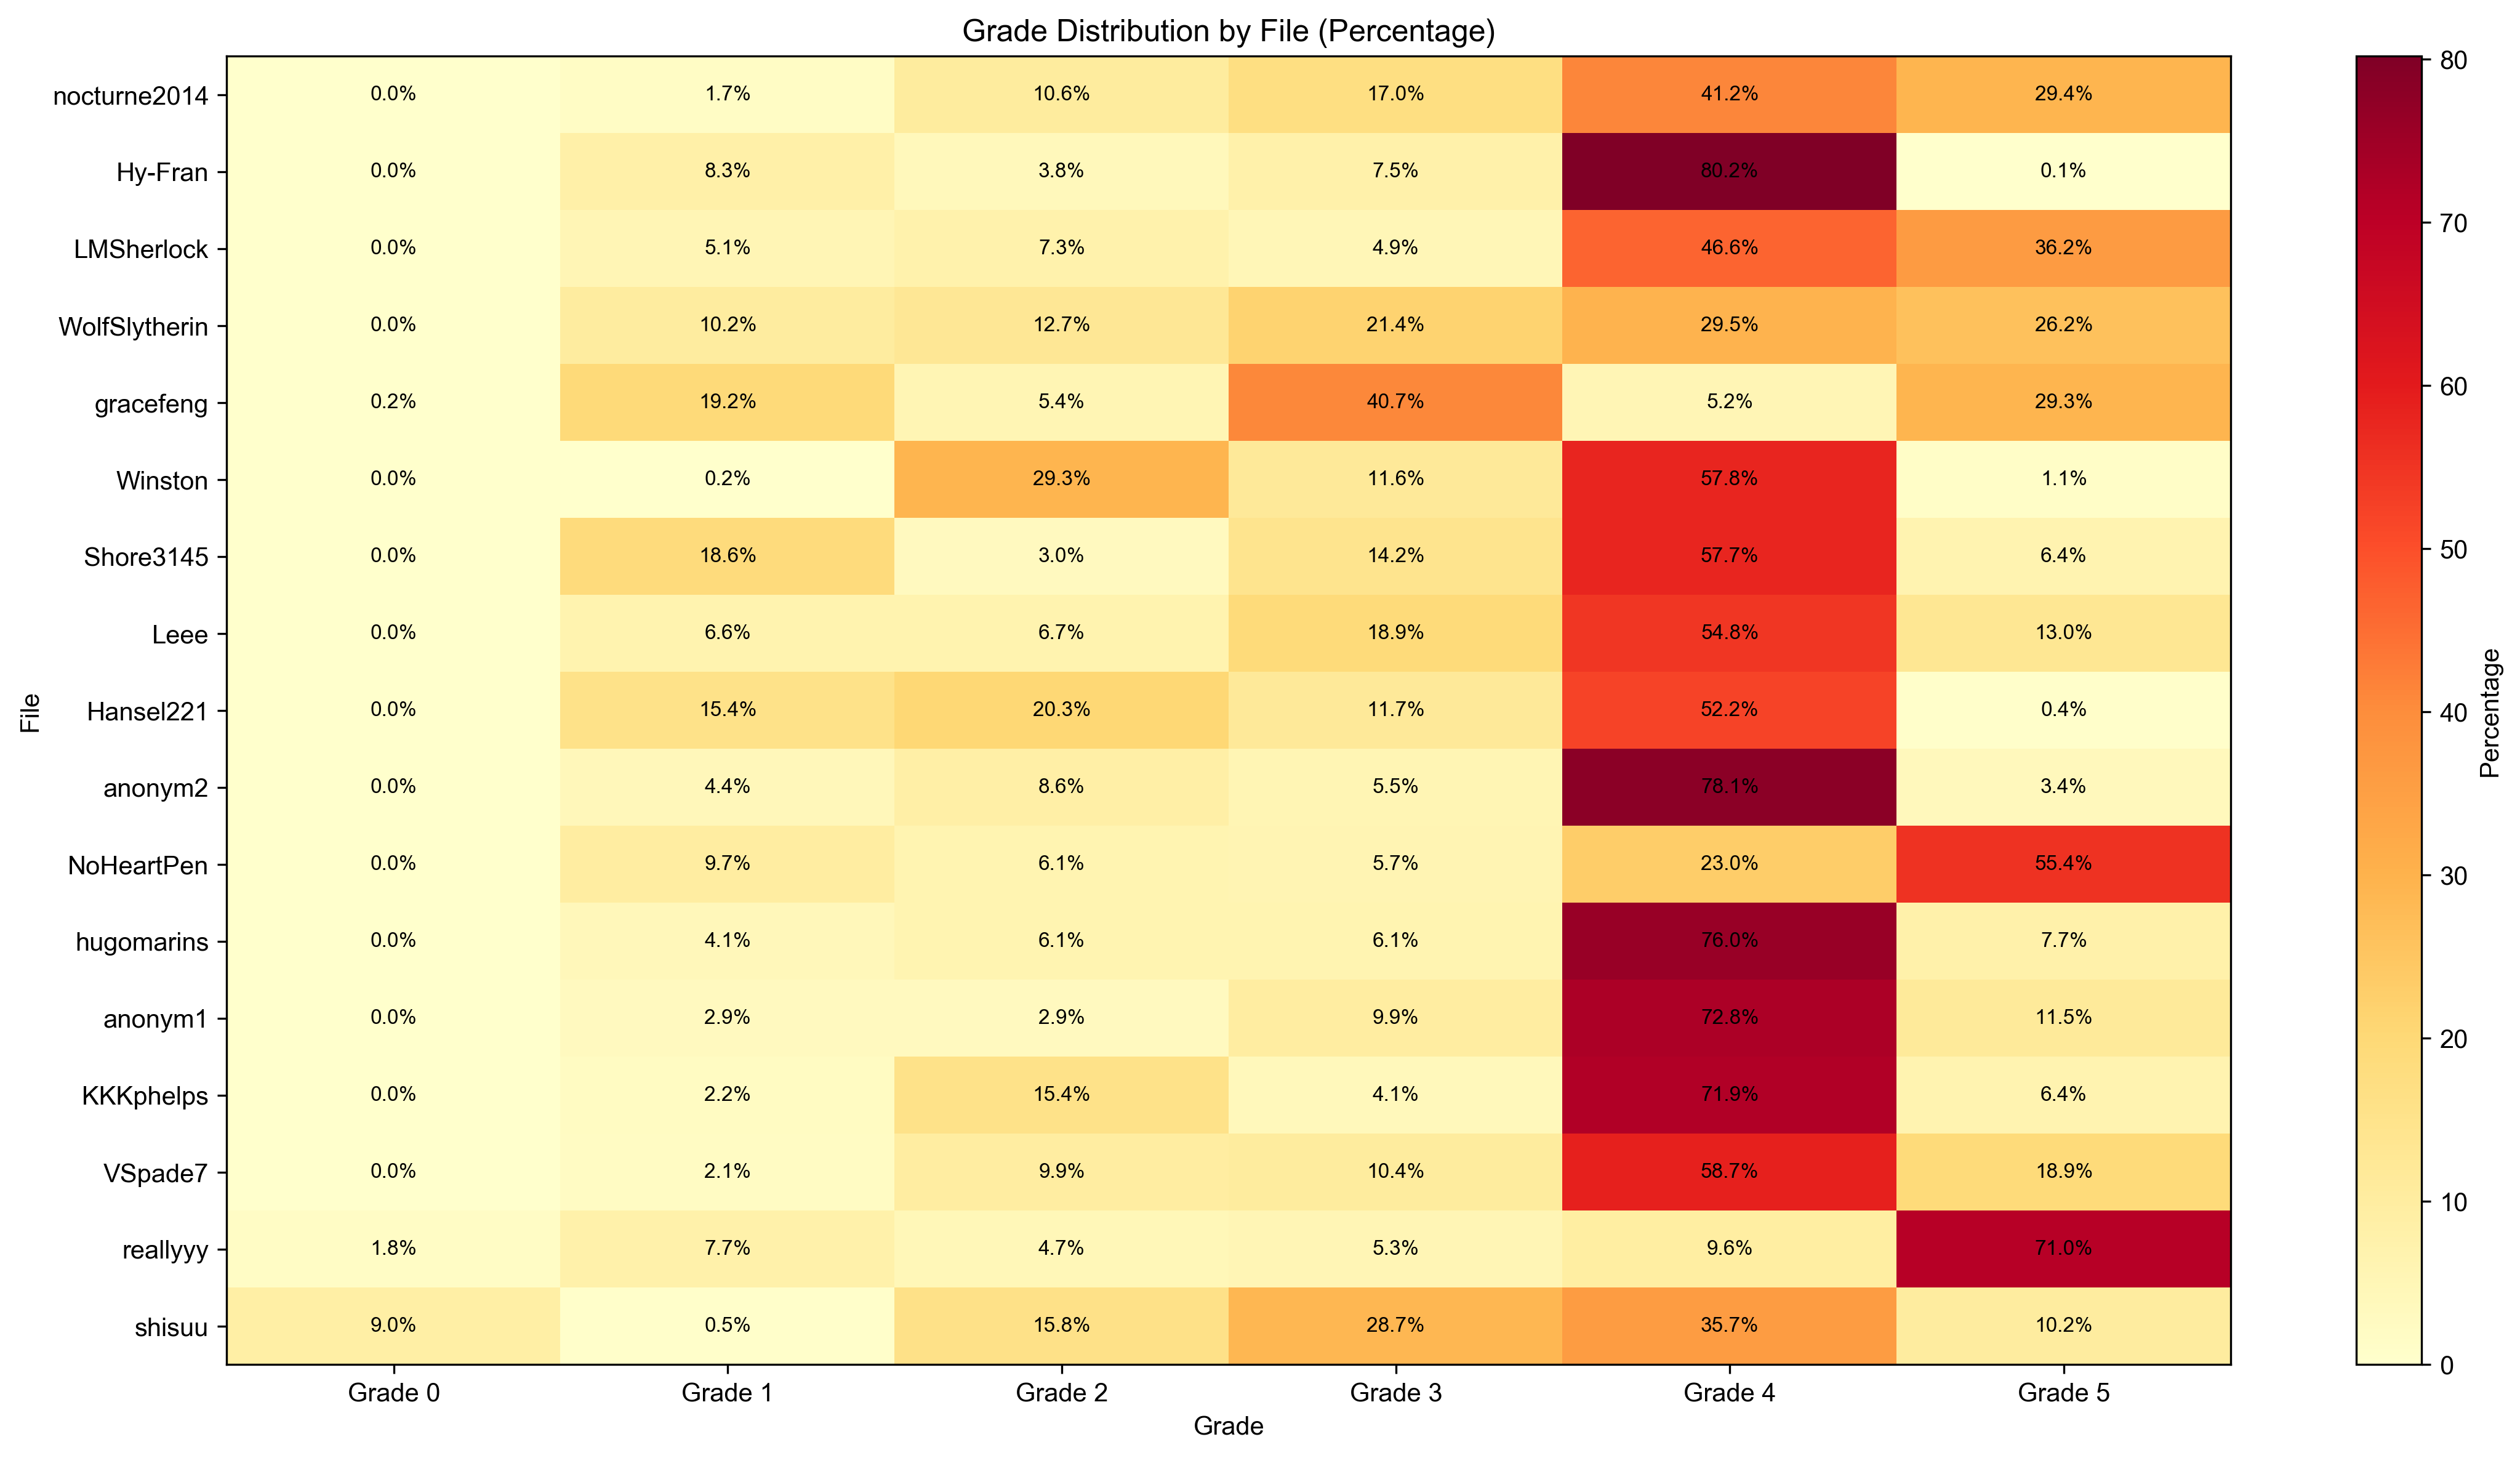 Grade Distribution by File (Percentage)
nocturne2014 0.0% 1.7% 10.6% 17.0% 41.2% 29.4%
Hy-Fran 0.0% 8.3% 3.8% 7.5% 80.2% 0.1%
LMSherlock 0.0% 5.1% 7.3% 4.9% 46.6% 36.2%
WolfSlytherin 0.0% 10.2% 12.7% 21.4% 29.5% 26.2%
gracefeng 0.2% 19.2% 5.4% 40.7% 5.2% 29.3%
Winston 0.0% 0.2% 29.3% 11.6% 57.8% 1.1%
Shore3145 0.0% 18.6% 3.0% 14.2% 57.7% 6.4%
Leee 0.0% 6.6% 6.7% 18.9% 54.8% 13.0%
Hansel221 0.0% 15.4% 20.3% 11.7% 52.2% 0.4%
anonym2 0.0% 4.4% 8.6% 5.5% 78.1% 3.4%
NoHeartPen 0.0% 9.7% 6.1% 5.7% 23.0% 55.4%
hugomarins 0.0% 4.1% 6.1% 6.1% 76.0% 7.7%
anonym1 0.0% 2.9% 2.9% 9.9% 72.8% 11.5%
KKKphelps 0.0% 2.2% 15.4% 4.1% 71.9% 6.4%
VSpade7 0.0% 2.1% 9.9% 10.4% 58.7% 18.9%
reallyyy 1.8% 7.7% 4.7% 5.3% 9.6% 71.0%
shisuu 9.0% 0.5% 15.8% 28.7% 35.7% 10.2%
Grade 0 Grade 1 Grade 2 Grade 3 Grade 4 Grade 5
Grade
File
80
70
60
50
40
30
20
10
0
Percentage